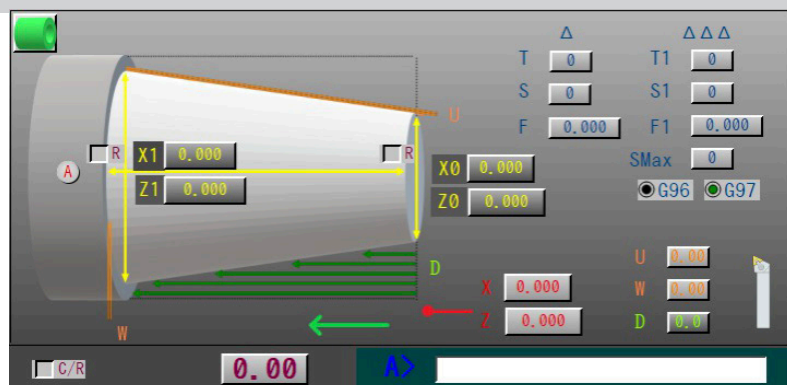 Δ Δ Δ Δ
T 0 T1 0
S 0 S1 0
U
F 0.000 F1 0.000
R X1 0.000 R
X0 0.000 SMax 0
A
Z1 0.000
Z0 0.000 G96 G97
D
U 0.00
X 0.000 W 0.00
Z 0.000 D 0.0
W
C/R 0.00 A>